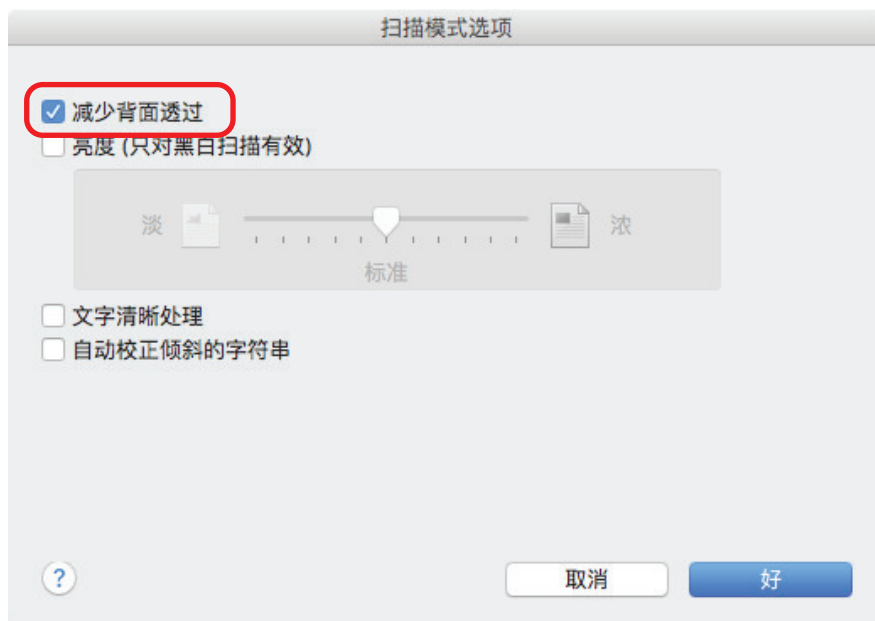 扫描模式选项
减少背面透过
亮度 (只对黑白扫描有效)
淡 浓
标准
文字清晰处理
自动校正倾斜的字符串
? 取消 好